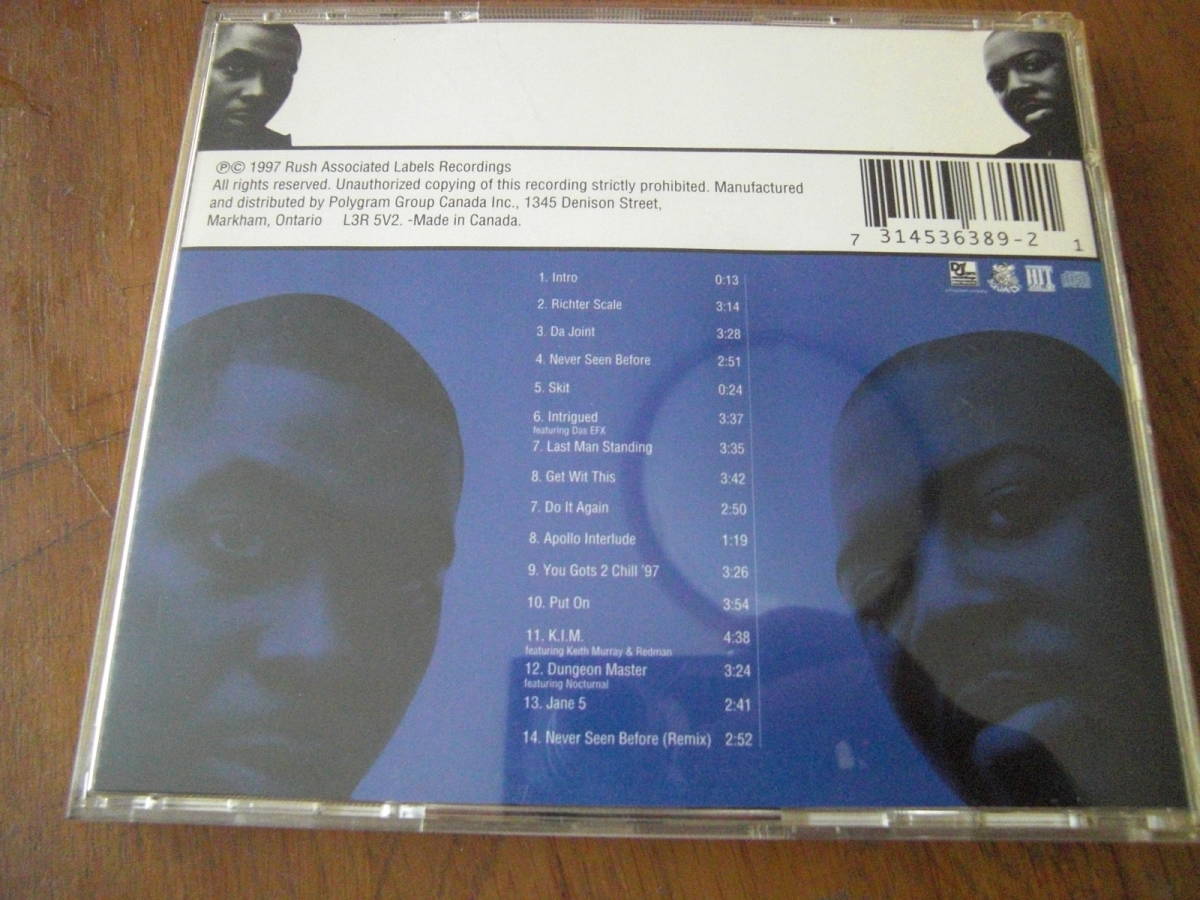 ℗© 1997 Rush Associated Labels Recordings
All rights reserved. Unauthorized copying of this recording strictly prohibited. Manufactured
and distributed by Polygram Group Canada Inc., 1345 Denison Street,
Markham, Ontario L3R 5V2. -Made in Canada.
7 314536389-2 1
1. Intro 0:13
2. Richter Scale 3:14
3. Da Joint 3:28
4. Never Seen Before 2:51
5. Skit 0:24
6. Intrigued 3:37
featuring Das EFX
7. Last Man Standing 3:35
8. Get Wit This 3:42
7. Do It Again 2:50
8. Apollo Interlude 1:19
9. You Gots 2 Chill '97 3:26
10. Put On 3:54
11. K.I.M. 4:38
featuring Keith Murray & Redman
12. Dungeon Master 3:24
featuring Nocturnal
13. Jane 5 2:41
14. Never Seen Before (Remix) 2:52